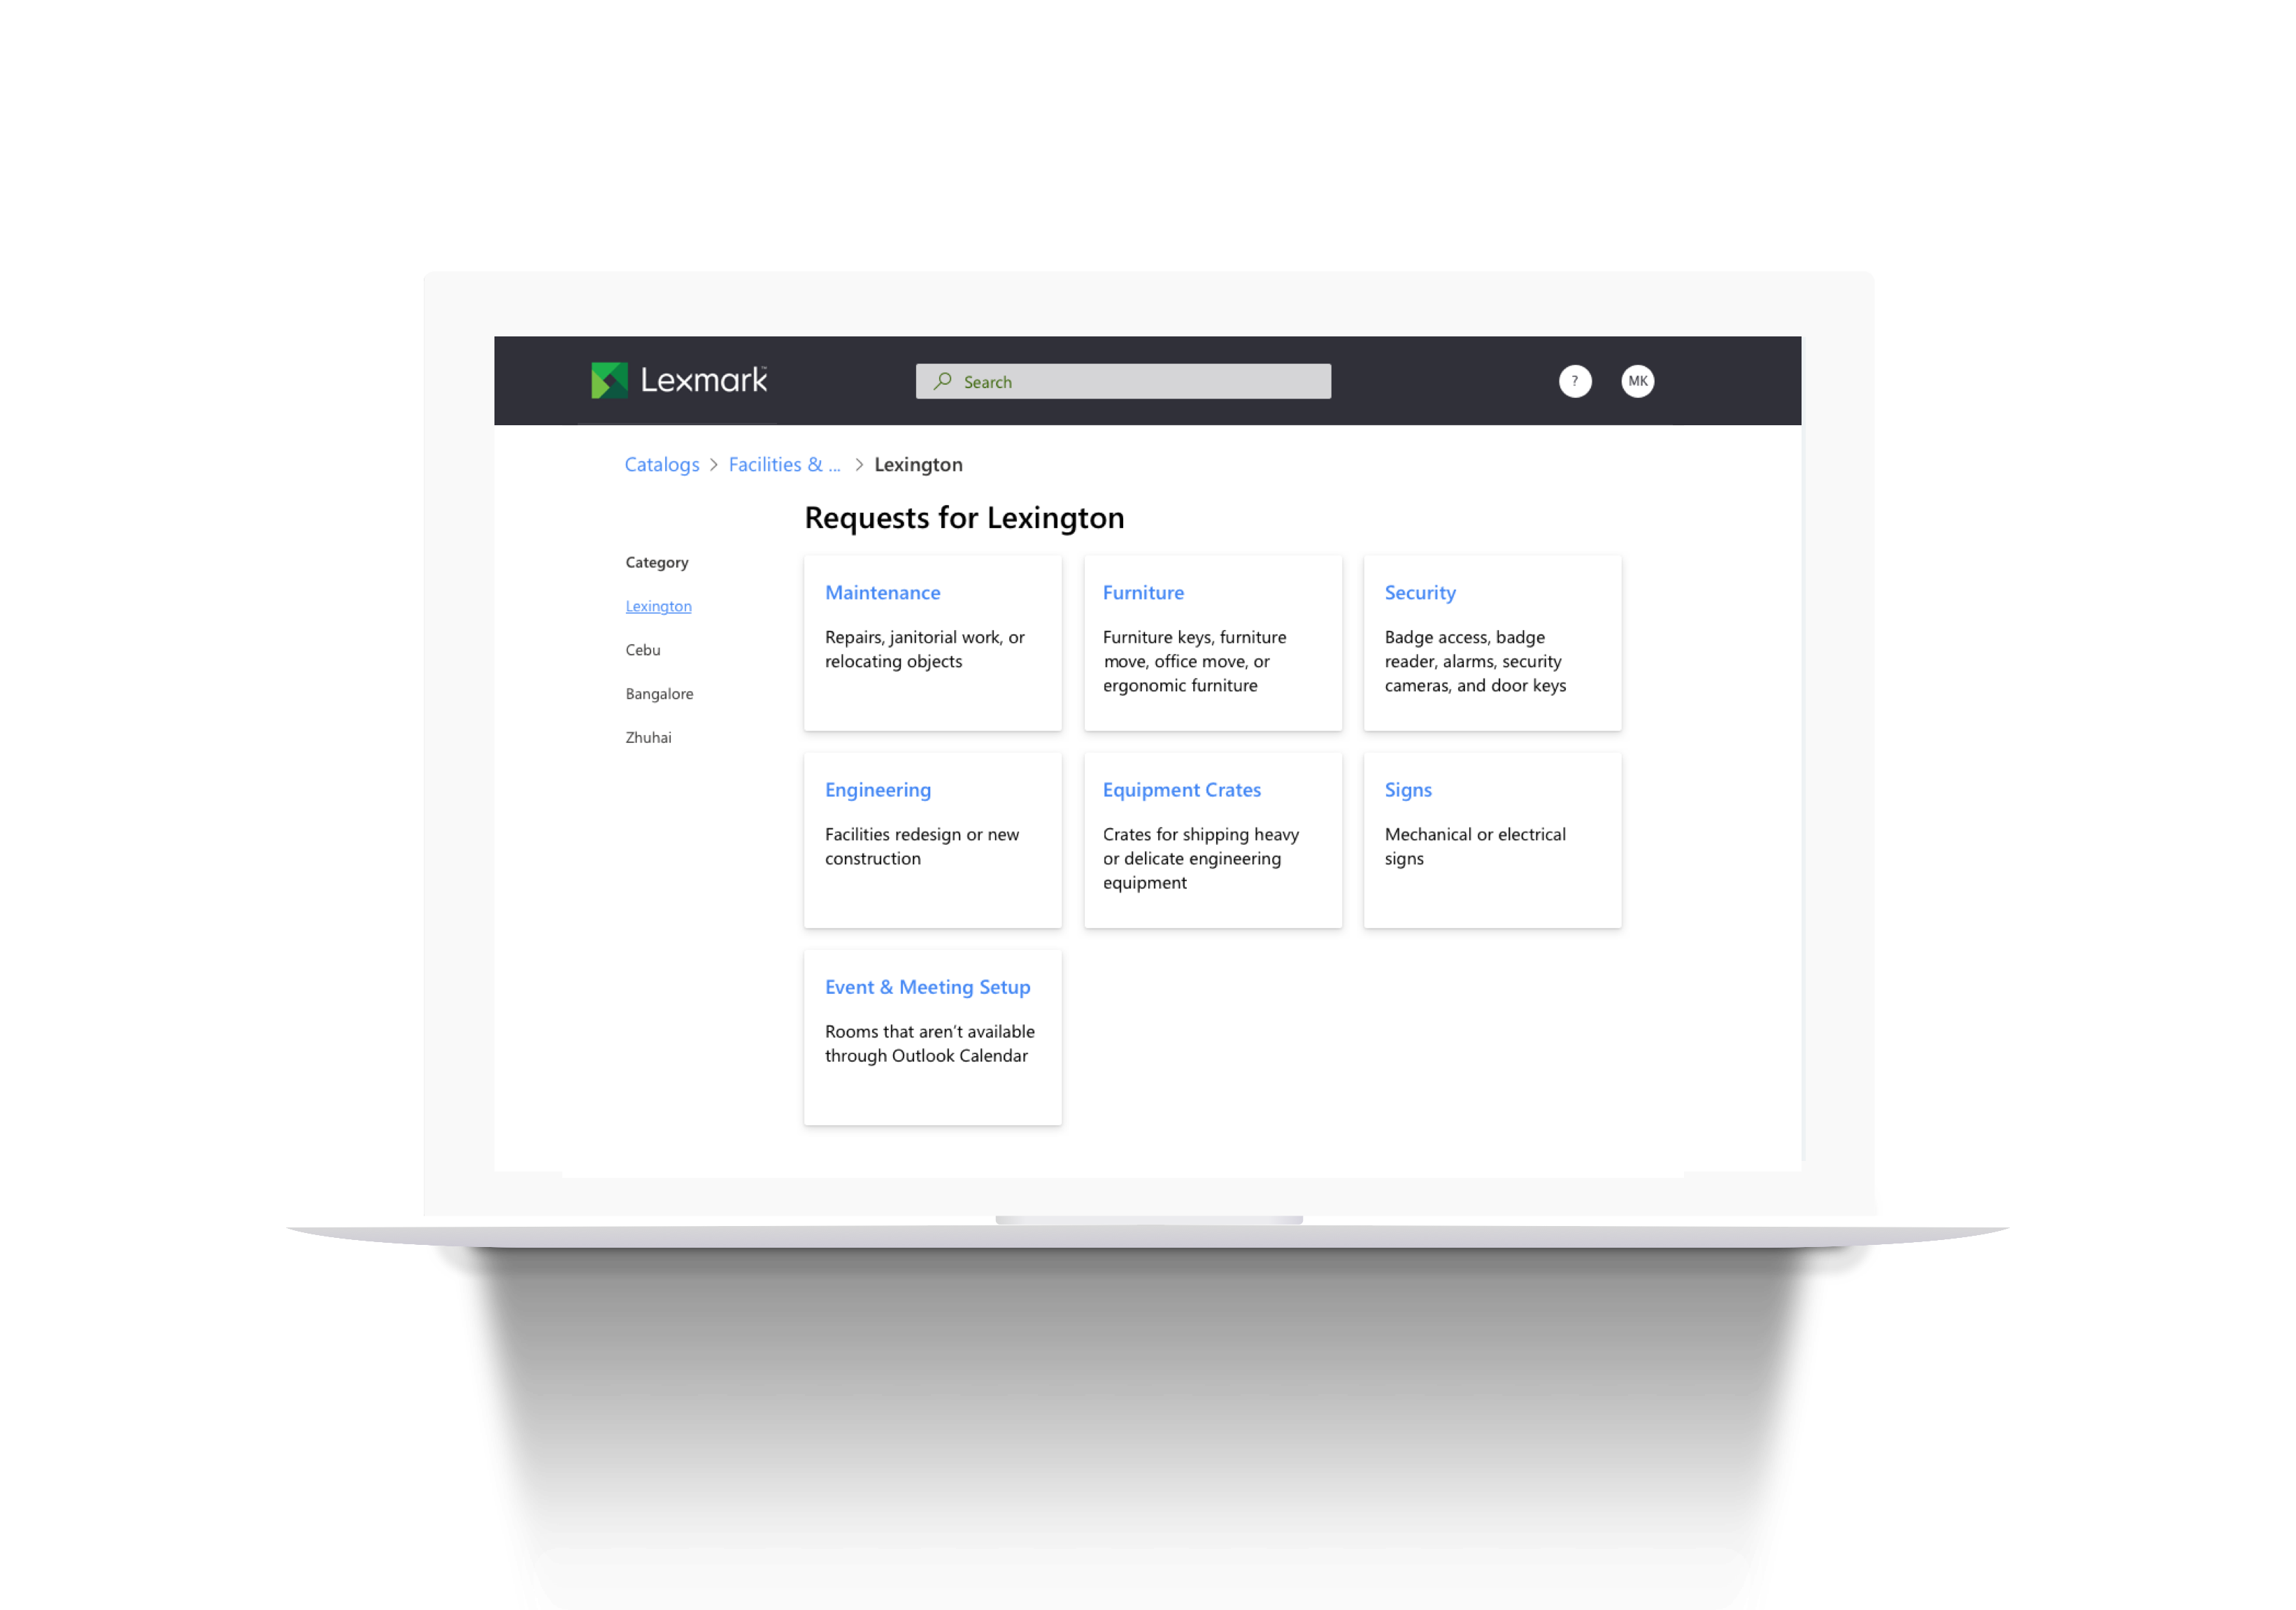 Lexmark™
Search
?
MK
Catalogs > Facilities & ... > Lexington
Requests for Lexington
Category
Lexington
Cebu
Bangalore
Zhuhai
Maintenance
Repairs, janitorial work, or
relocating objects
Furniture
Furniture keys, furniture
move, office move, or
ergonomic furniture
Security
Badge access, badge
reader, alarms, security
cameras, and door keys
Engineering
Facilities redesign or new
construction
Equipment Crates
Crates for shipping heavy
or delicate engineering
equipment
Signs
Mechanical or electrical
signs
Event & Meeting Setup
Rooms that aren't available
through Outlook Calendar